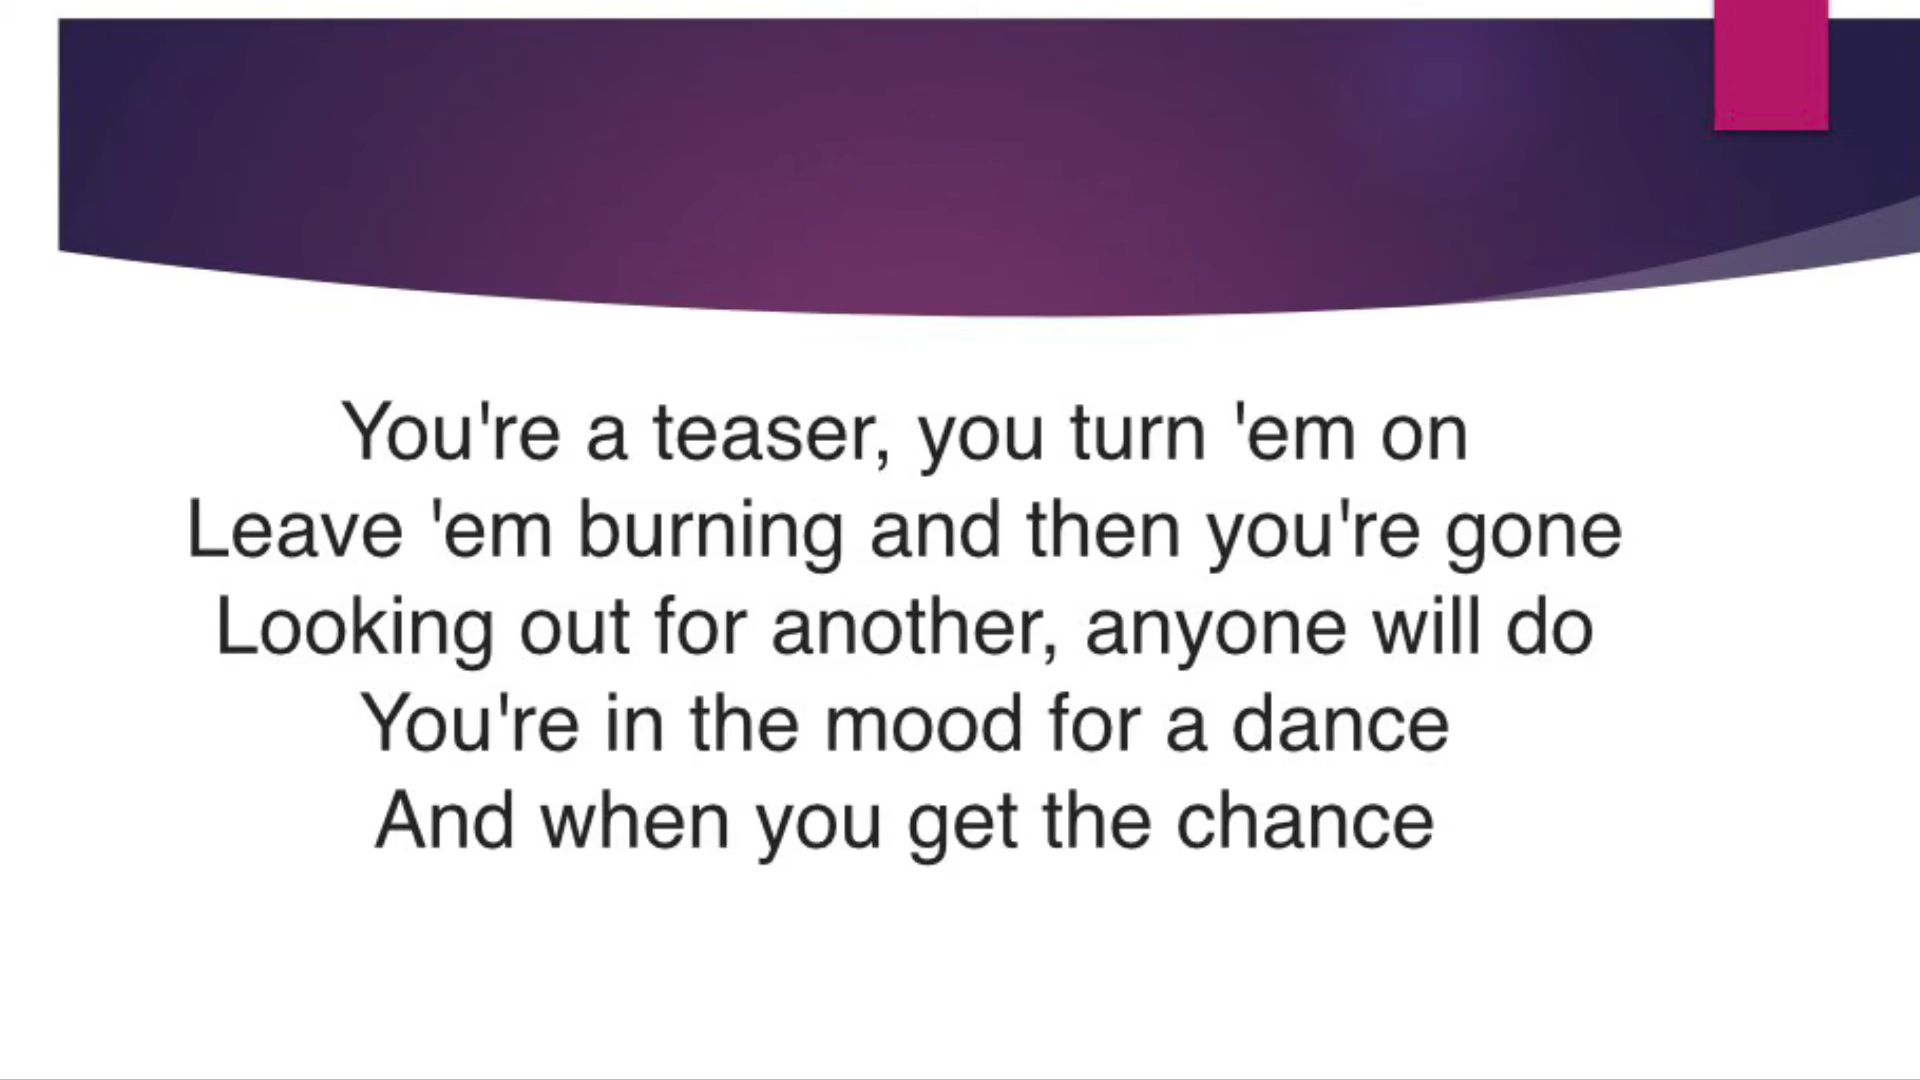 You're a teaser, you turn 'em on
Leave 'em burning and then you're gone
Looking out for another, anyone will do
You're in the mood for a dance
And when you get the chance